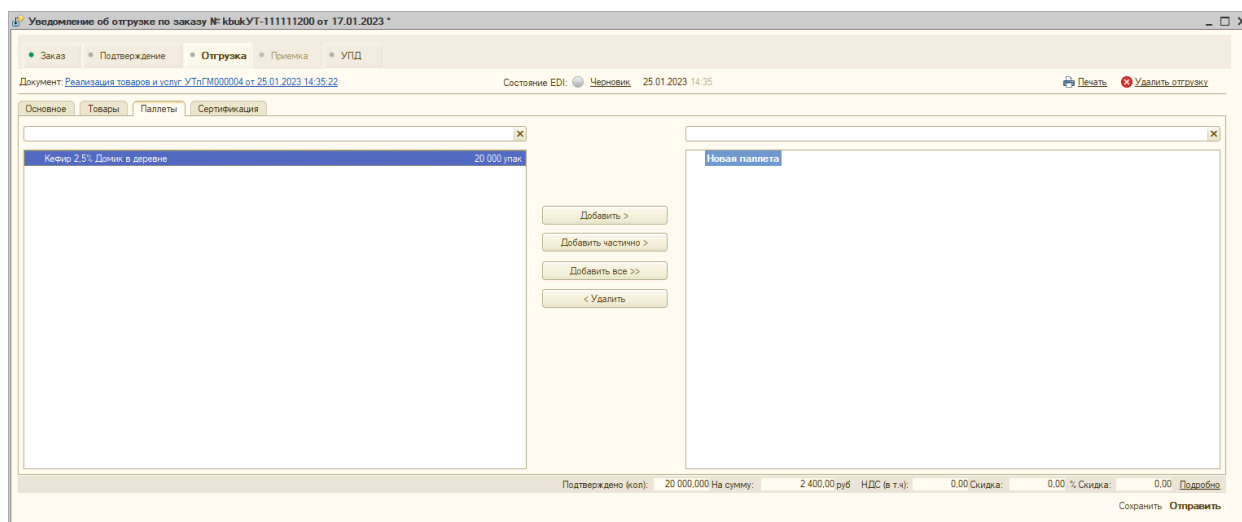 Уведомление об отгрузке по заказу № kbukУТ-111111200 от 17.01.2023 *
Заказ Подтверждение Отгрузка Приемка УПД
Документ: Реализация товаров и услуг УТпГМ000004 от 25.01.2023 14:35:22 Состояние EDI: Черновик 25.01.2023 14:35 Печать Удалить отгрузку
Основное Товары Паллеты Сертификация
Кефир 2,5% Домик в деревне 20 000 упак Новая паллета
Добавить >
Добавить частично >
Добавить все >>
< Удалить
Подтверждено (кол): 20 000,000 На сумму: 2 400,00 руб НДС (в т.ч): 0,00 Скидка: 0,00 % Скидка: 0,00 Подробно
Сохранить Отправить